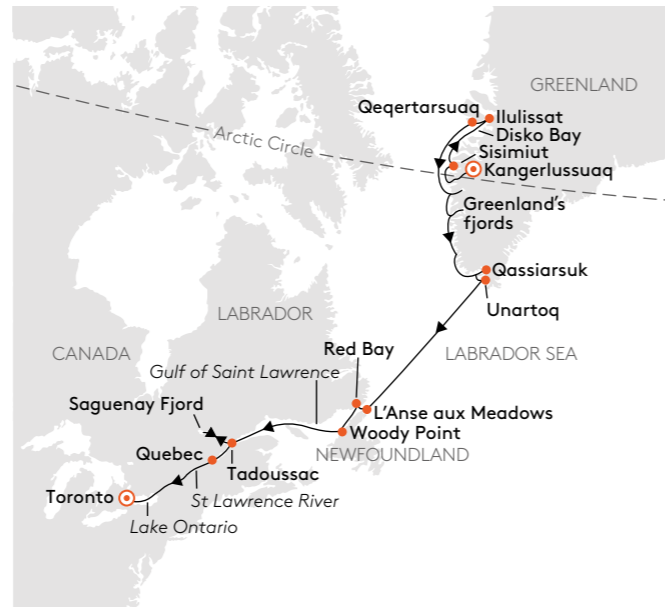 GREENLAND
Qeqertarsuaq
Ilulissat
Disko Bay
Arctic Circle
Sisimiut
Kangerlussuaq
Greenland's
fjords
Qassiarsuk
Unartoq
LABRADOR
Red Bay
LABRADOR SEA
CANADA
Gulf of Saint Lawrence
Saguenay Fjord
L'Anse aux Meadows
Woody Point
Quebec
NEWFOUNDLAND
Tadoussac
Toronto
St Lawrence River
Lake Ontario